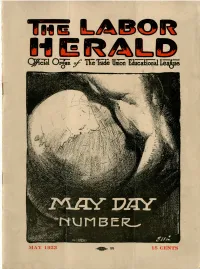 THE LABOR
HERALD
Official Organ of The Trade Union Educational League
MAY DAY
NUMBER
MAY 1922
15 CENTS